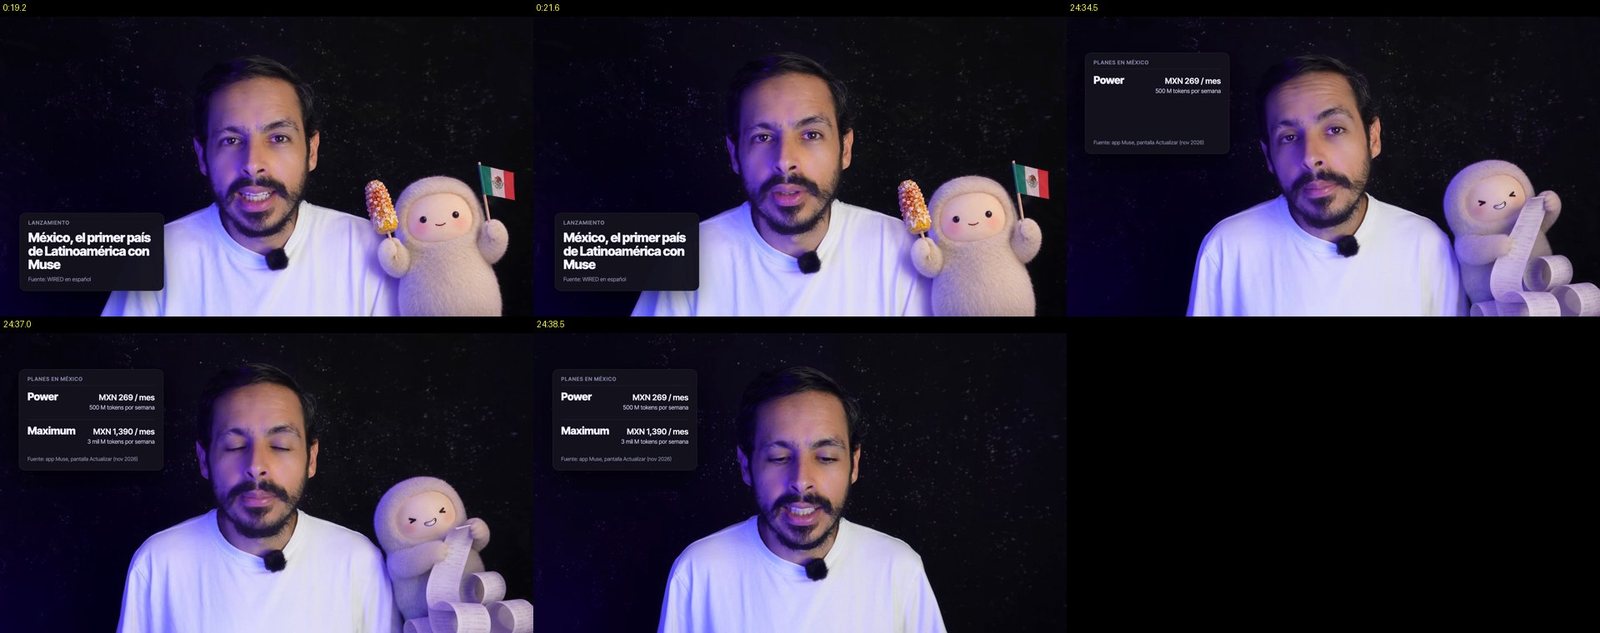 0:19.2
LANZAMIENTO
México, el primer país
de Latinoamérica con
Muse
Fuente: WIRED en español
0:21.6
LANZAMIENTO
México, el primer país
de Latinoamérica con
Muse
Fuente: WIRED en español
24:34.5
PLANES EN MÉXICO
Power MXN 269 / mes
500 M tokens por semana
Fuente: app Muse, pantalla Actualizar (nov 2026)
24:37.0
PLANES EN MÉXICO
Power MXN 269 / mes
500 M tokens por semana
Maximum MXN 1,390 / mes
3 mil M tokens por semana
Fuente: app Muse, pantalla Actualizar (nov 2026)
24:38.5
PLANES EN MÉXICO
Power MXN 269 / mes
500 M tokens por semana
Maximum MXN 1,390 / mes
3 mil M tokens por semana
Fuente: app Muse, pantalla Actualizar (nov 2026)